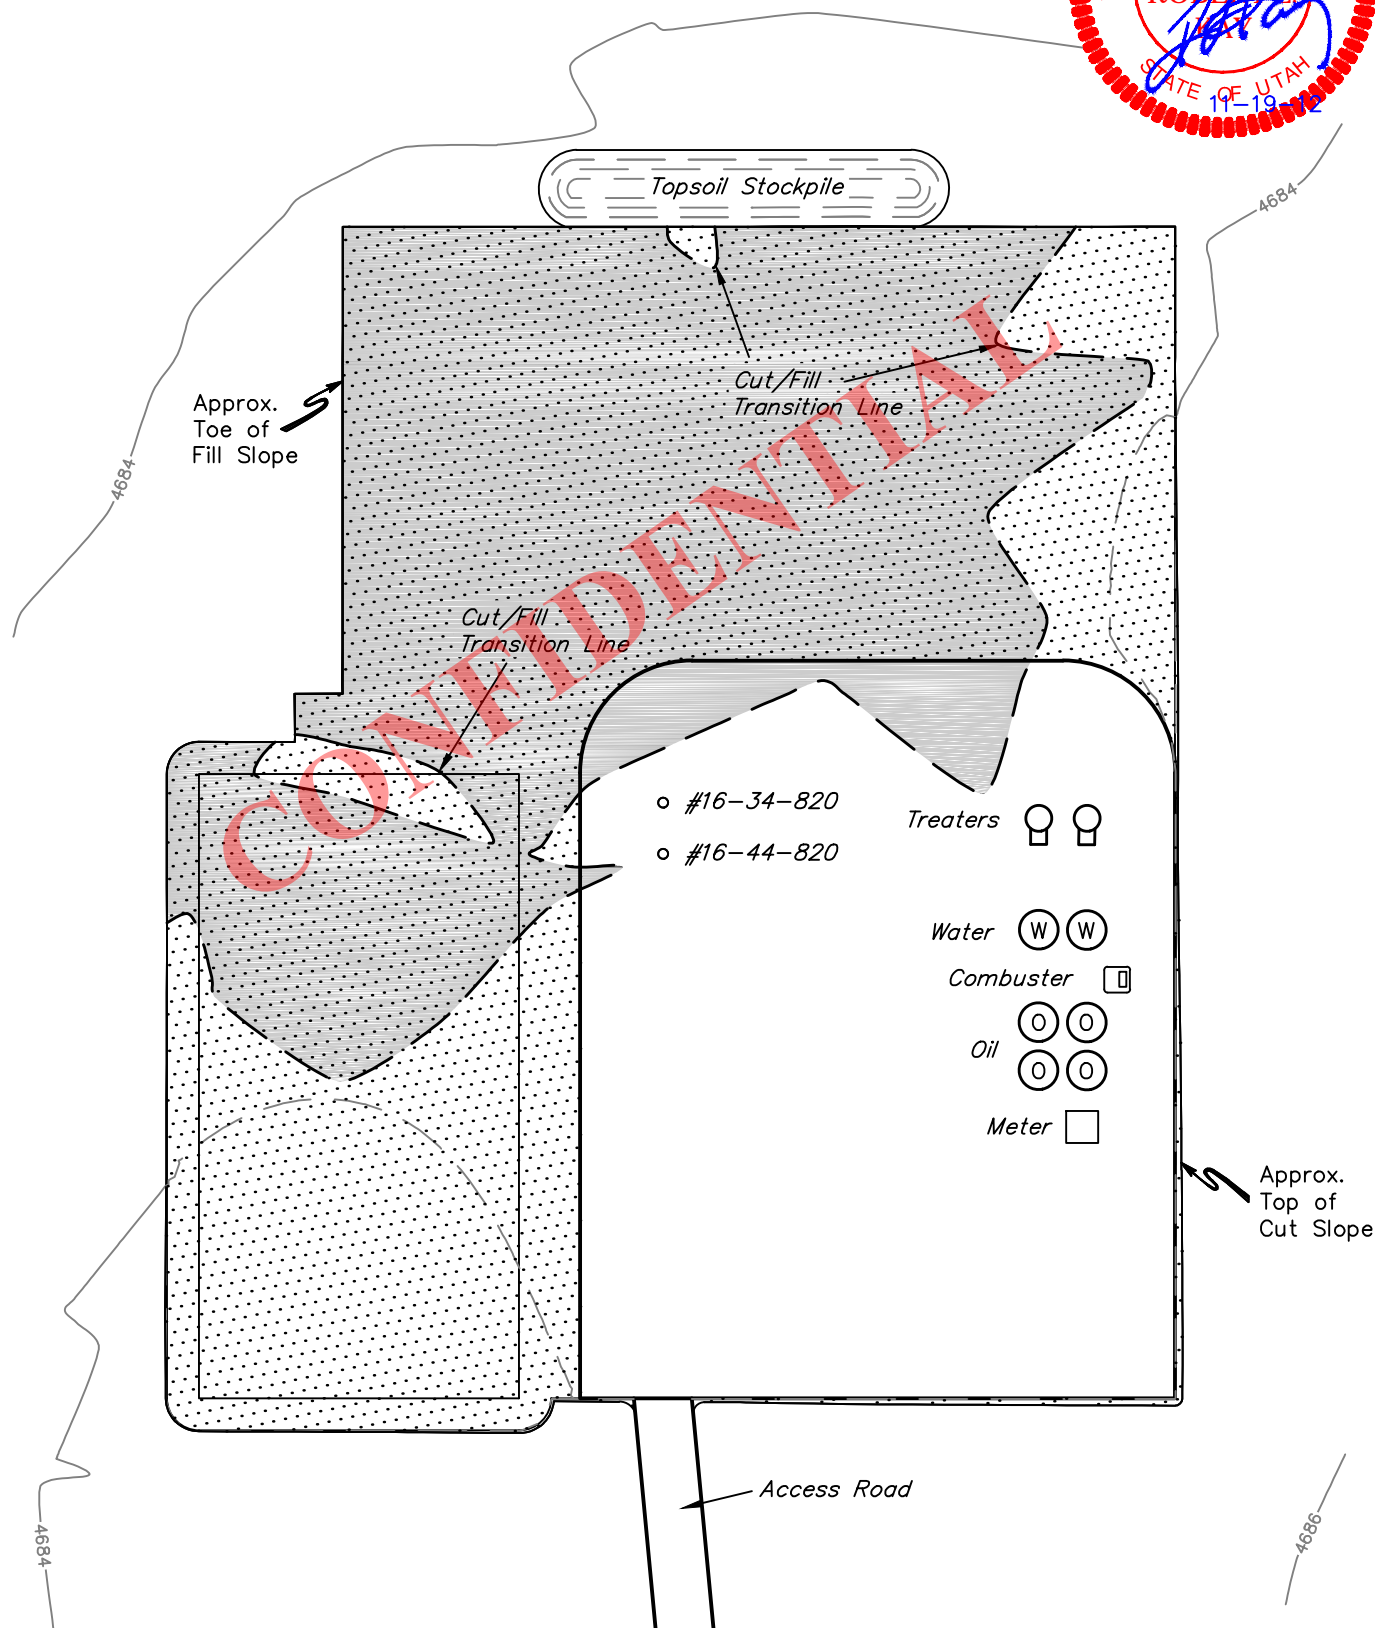 KAY
STATE OF UTAH
11-19-12
Topsoil Stockpile
4684
Cut/Fill
Transition Line
Approx.
Toe of
Fill Slope
4684
CONFIDENTIAL
Cut/Fill
Transition Line
#16-34-820
Treaters
#16-44-820
Water
W W
Combuster
O O
Oil
O O
Meter
Approx.
Top of
Cut Slope
Access Road
4684
4686